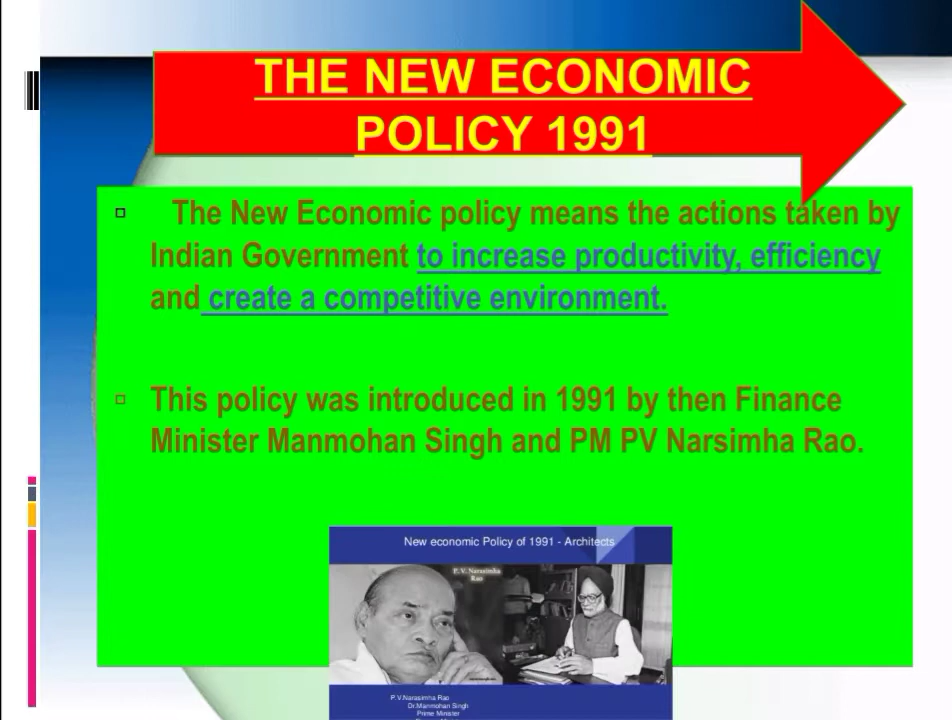 THE NEW ECONOMIC
POLICY 1991
The New Economic policy means the actions taken by
Indian Government to increase productivity, efficiency
and create a competitive environment.
This policy was introduced in 1991 by then Finance
Minister Manmohan Singh and PM PV Narsimha Rao.
New economic Policy of 1991 - Architects
P. V. Narasimha
Rao
P.V.Narasimha Rao
Dr.Manmohan Singh
Prime Minister